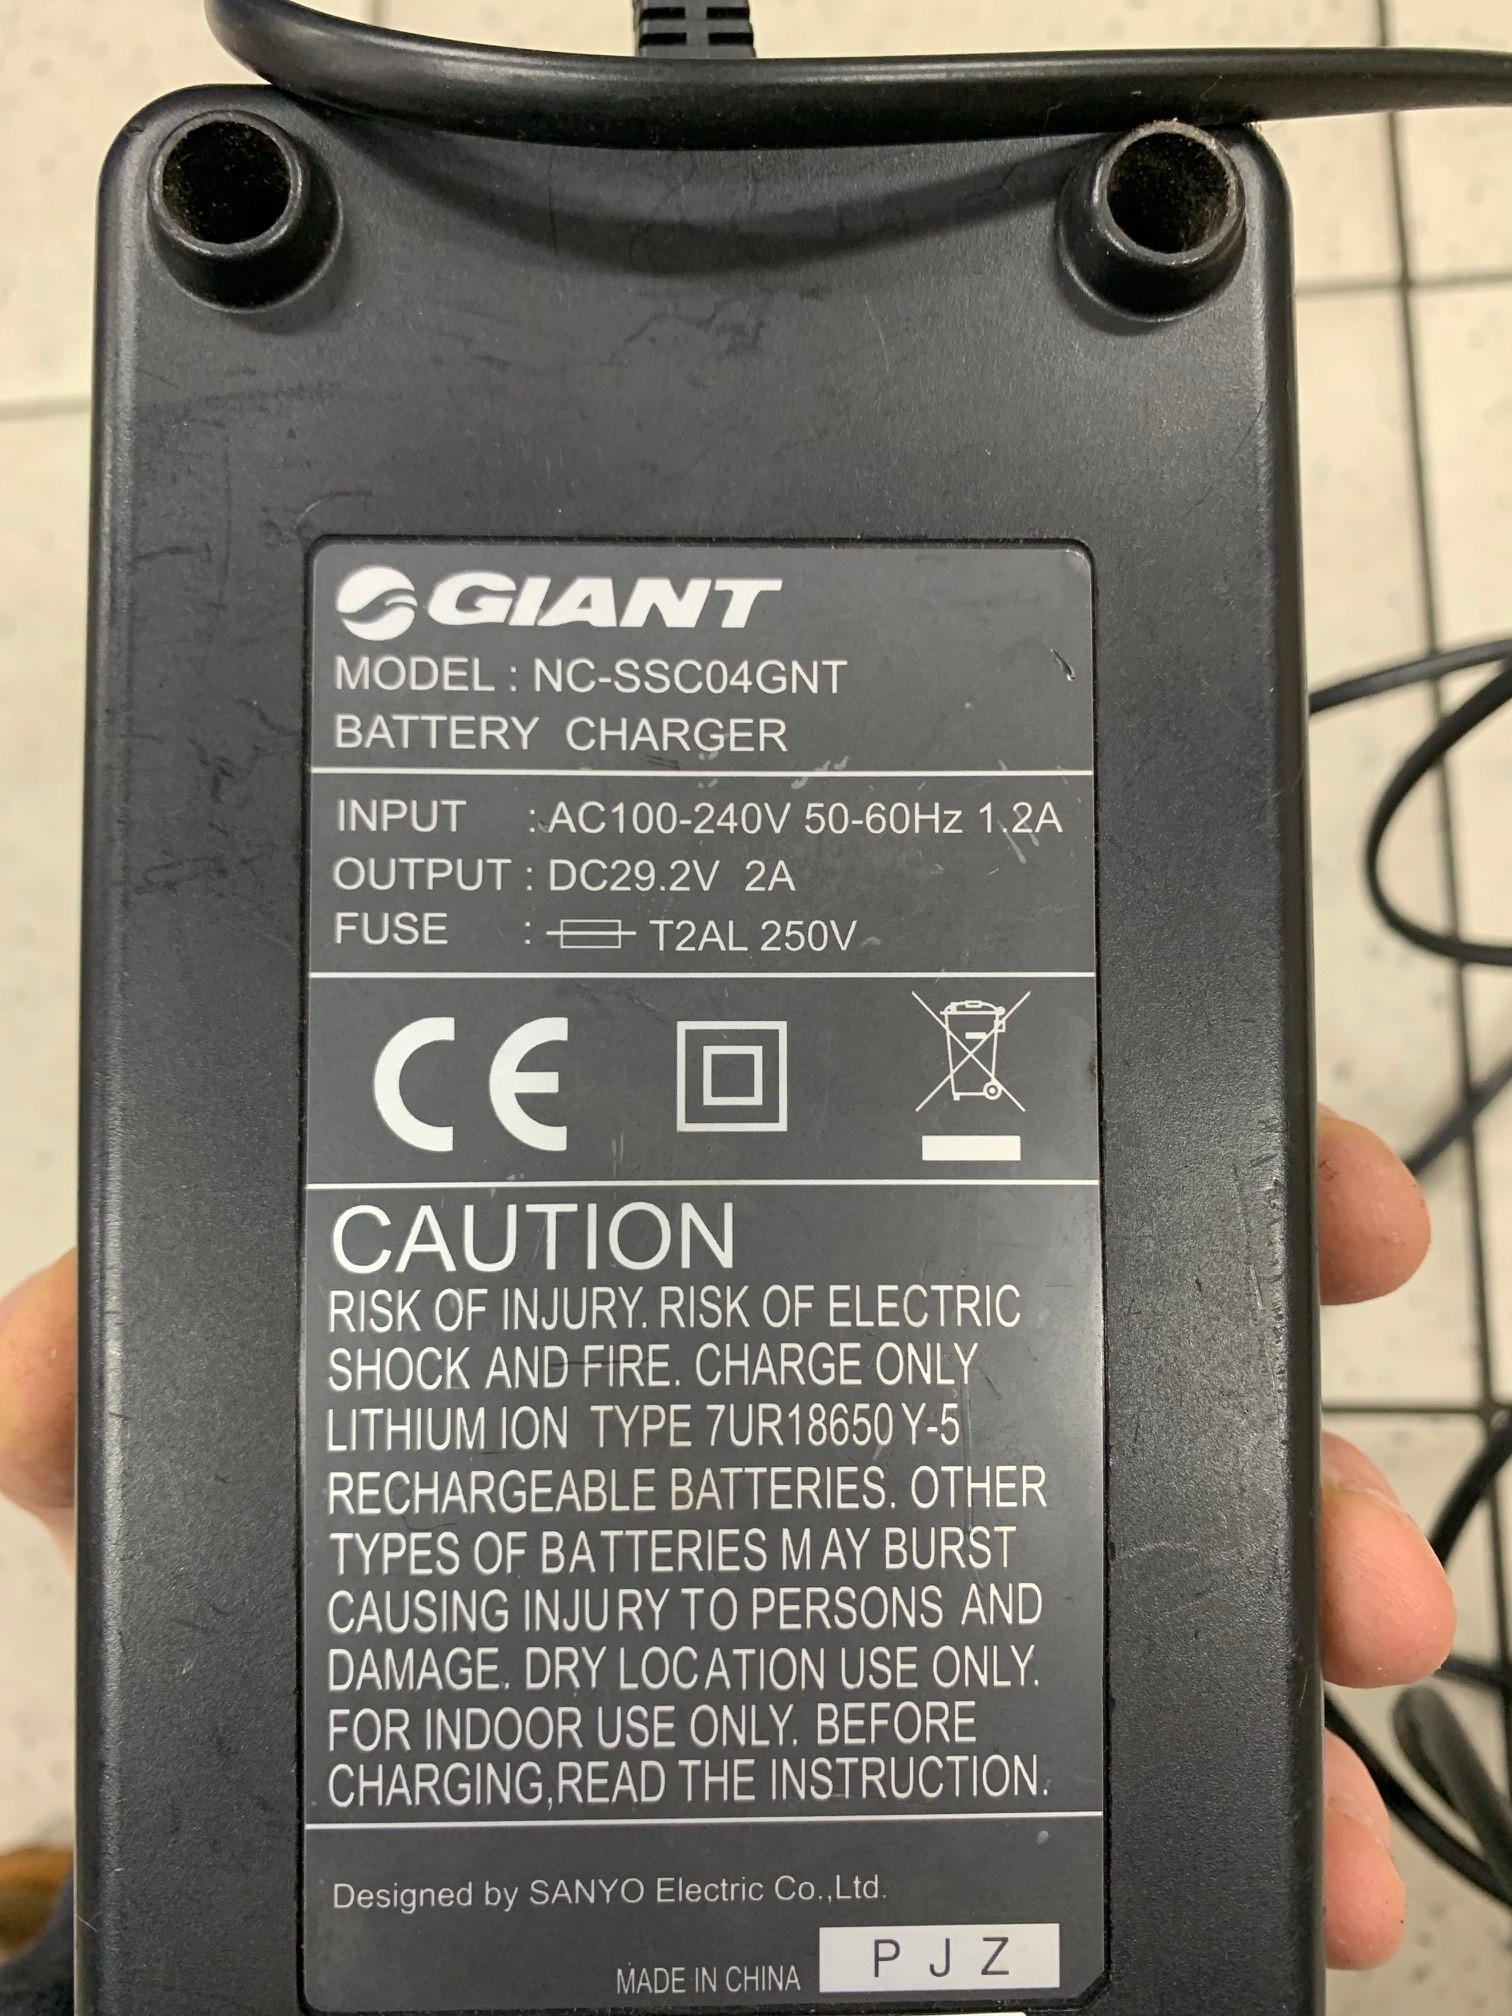 GIANT
MODEL : NC-SSC04GNT
BATTERY CHARGER
INPUT : AC100-240V 50-60Hz 1.2A
OUTPUT : DC29.2V 2A
FUSE : T2AL 250V
CE
CAUTION
RISK OF INJURY. RISK OF ELECTRIC
SHOCK AND FIRE. CHARGE ONLY
LITHIUM ION TYPE 7UR18650Y-5
RECHARGEABLE BATTERIES. OTHER
TYPES OF BATTERIES MAY BURST
CAUSING INJURY TO PERSONS AND
DAMAGE. DRY LOCATION USE ONLY.
FOR INDOOR USE ONLY. BEFORE
CHARGING,READ THE INSTRUCTION.
Designed by SANYO Electric Co.,Ltd.
MADE IN CHINA P J Z